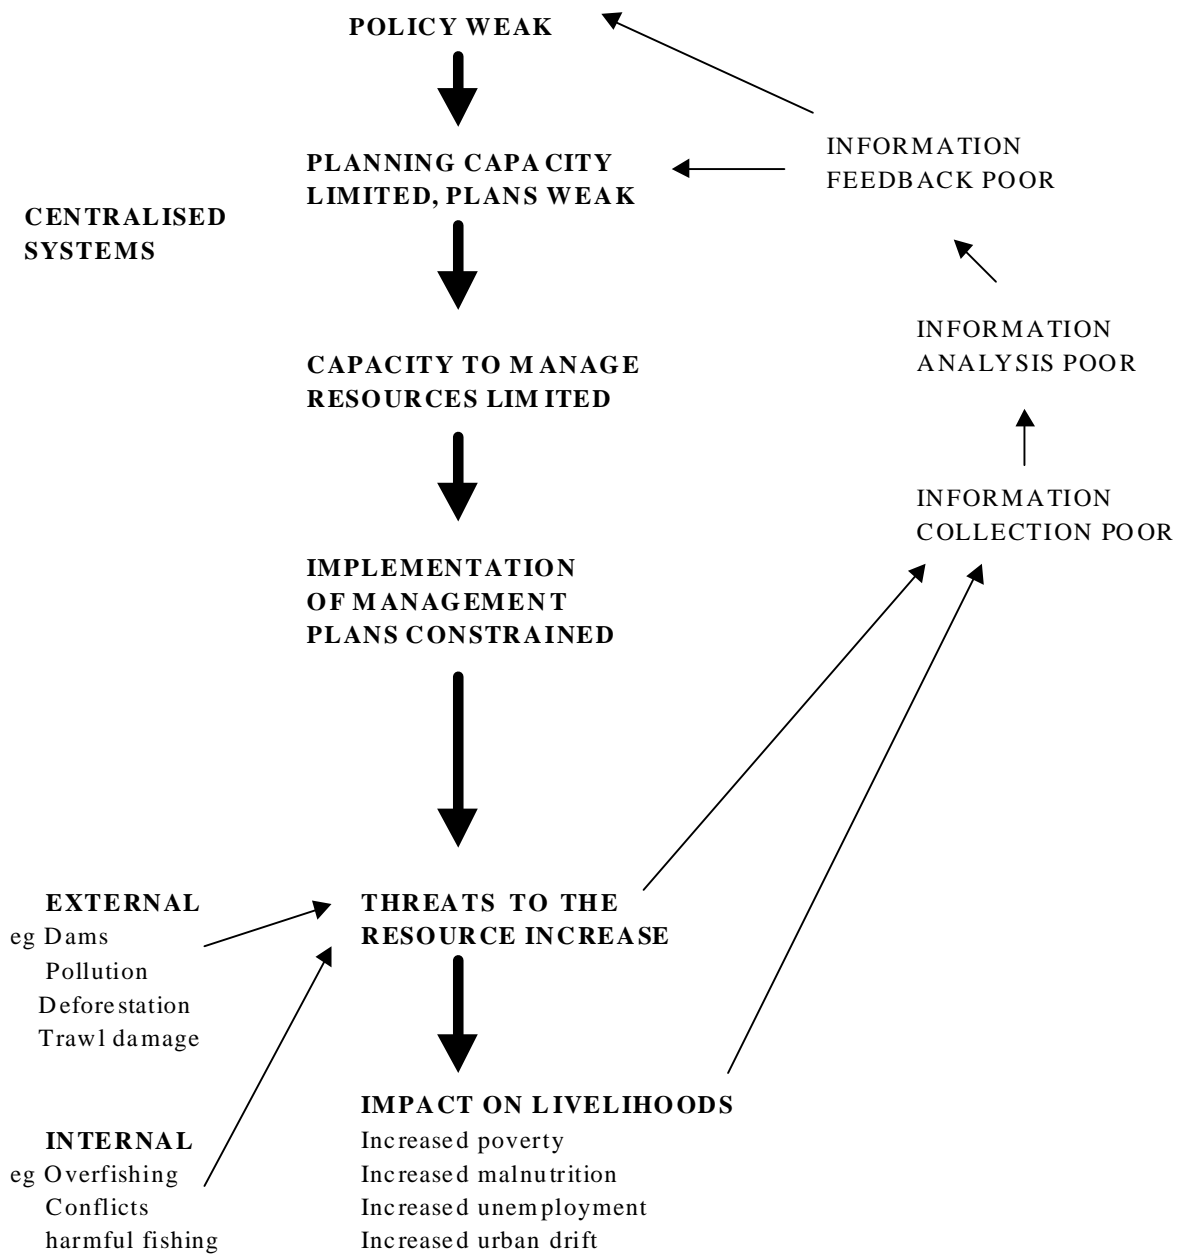 POLICY WEAK
INFORMATION
FEEDBACK POOR
PLANNING CAPACITY
LIMITED, PLANS WEAK
CENTRALISED
SYSTEMS
INFORMATION
ANALYSIS POOR
CAPACITY TO MANAGE
RESOURCES LIMITED
INFORMATION
COLLECTION POOR
IMPLEMENTATION
OF MANAGEMENT
PLANS CONSTRAINED
EXTERNAL
eg Dams
Pollution
Deforestation
Trawl damage
THREATS TO THE
RESOURCE INCREASE
INTERNAL
eg Overfishing
Conflicts
harmful fishing
IMPACT ON LIVELIHOODS
Increased poverty
Increased malnutrition
Increased unemployment
Increased urban drift